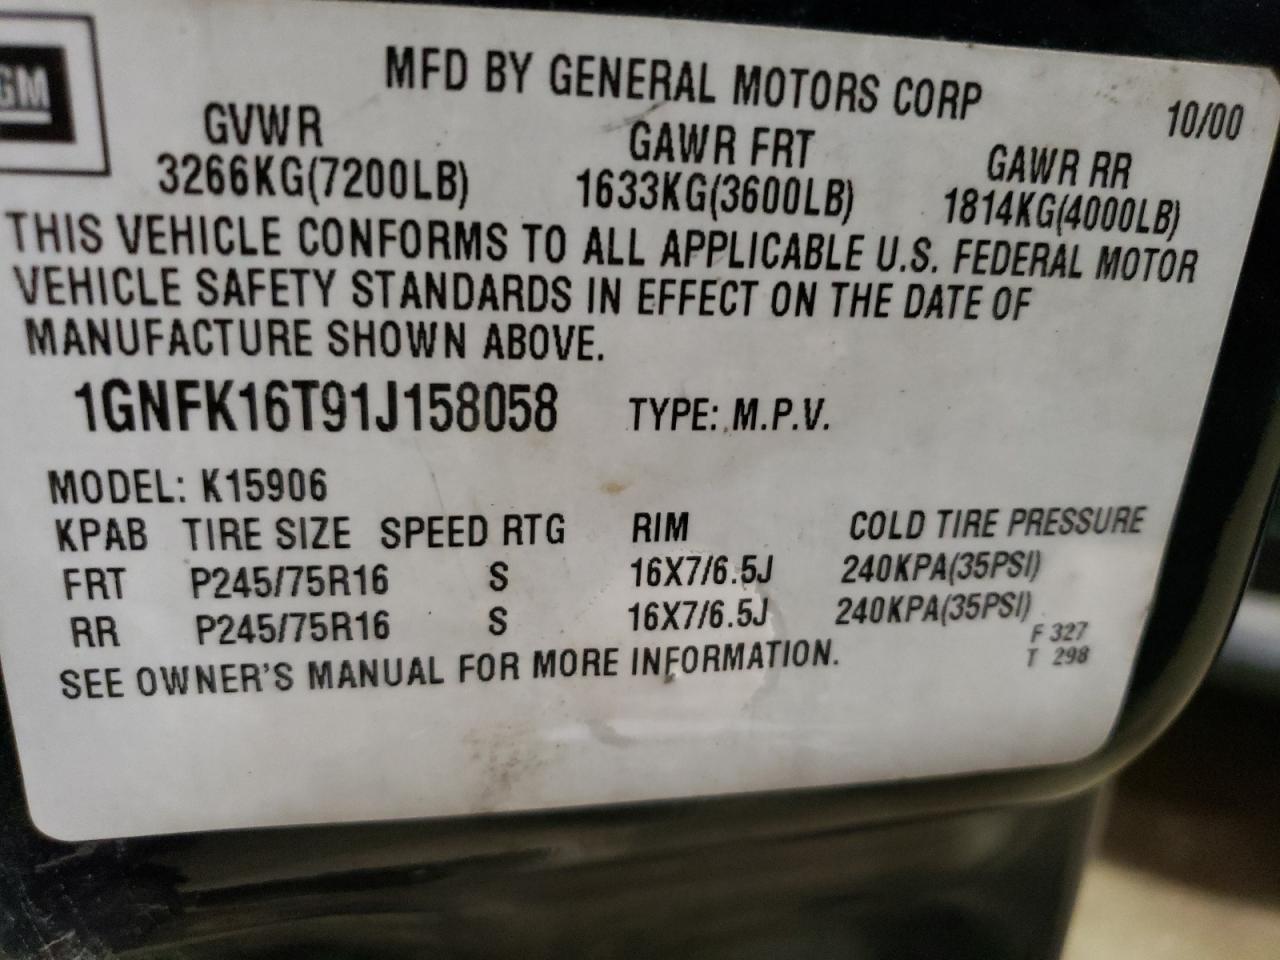 GM
MFD BY GENERAL MOTORS CORP 10/00
GVWR GAWR FRT GAWR RR
3266KG(7200LB) 1633KG(3600LB) 1814KG(4000LB)
THIS VEHICLE CONFORMS TO ALL APPLICABLE U.S. FEDERAL MOTOR
VEHICLE SAFETY STANDARDS IN EFFECT ON THE DATE OF
MANUFACTURE SHOWN ABOVE.
1GNFK16T91J158058 TYPE: M.P.V.
MODEL: K15906
KPAB TIRE SIZE SPEED RTG RIM COLD TIRE PRESSURE
FRT P245/75R16 S 16X7/6.5J 240KPA(35PSI)
RR P245/75R16 S 16X7/6.5J 240KPA(35PSI)
F 327
T 298
SEE OWNER'S MANUAL FOR MORE INFORMATION.